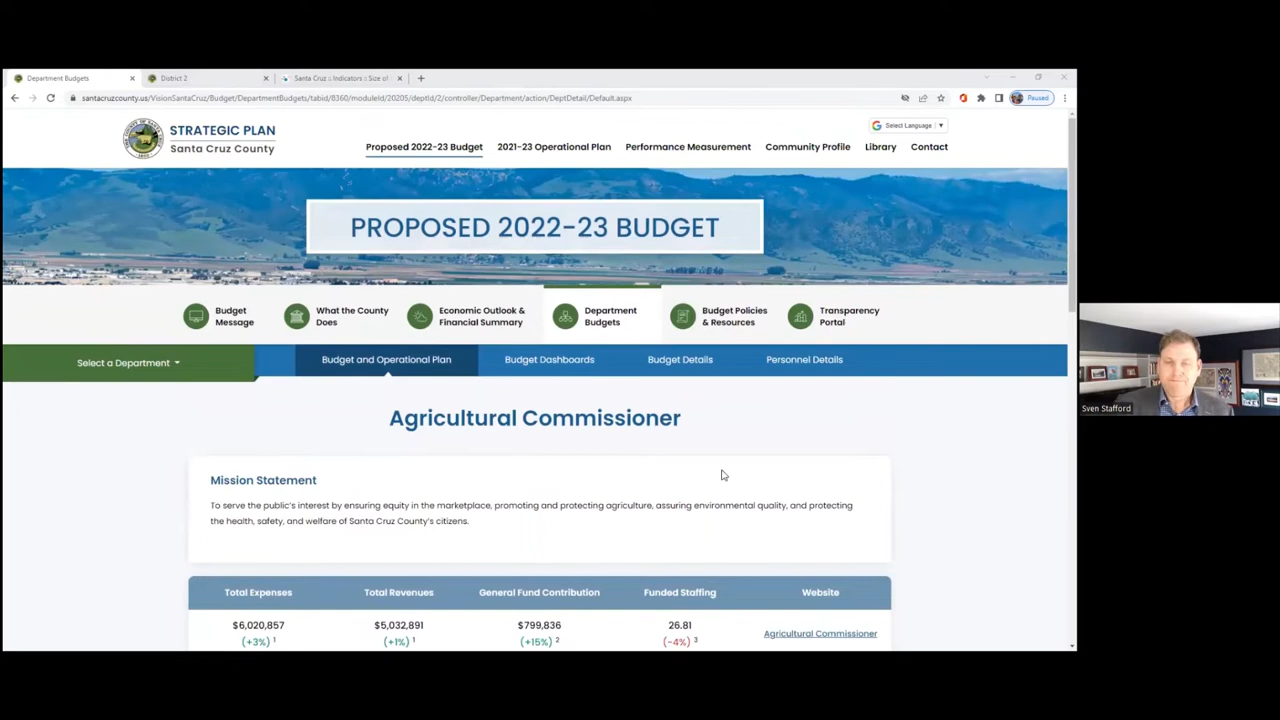 Department Budgets
District 2
Santa Cruz :: Indicators :: Size of
santacruzcounty.us/VisionSantaCruz/Budget/DepartmentBudgets/tabid/8360/moduleId/20205/deptId/2/controller/Department/action/DeptDetail/Default.aspx
Paused
STRATEGIC PLAN
Santa Cruz County
Select Language
Proposed 2022-23 Budget
2021-22 Operational Plan
Performance Measurement
Community Profile
Library
Contact
PROPOSED 2022-23 BUDGET
Budget
Message
What the County
Does
Economic Outlook &
Financial Summary
Department
Budgets
Budget Policies
& Resources
Transparency
Portal
Select a Department
Budget and Operational Plan
Budget Dashboards
Budget Details
Personnel Details
Agricultural Commissioner
Sven Stafford
Mission Statement
To serve the public's interest by ensuring equity in the marketplace, promoting and protecting agriculture, assuring environmental quality, and protecting
the health, safety, and welfare of Santa Cruz County's citizens.
Total Expenses
Total Revenues
General Fund Contribution
Funded Staffing
Website
$6,020,857
$5,032,891
$799,836
26.81
Agricultural Commissioner
(+3%) 1
(+1%) 1
(+15%) 2
(-4%) 3